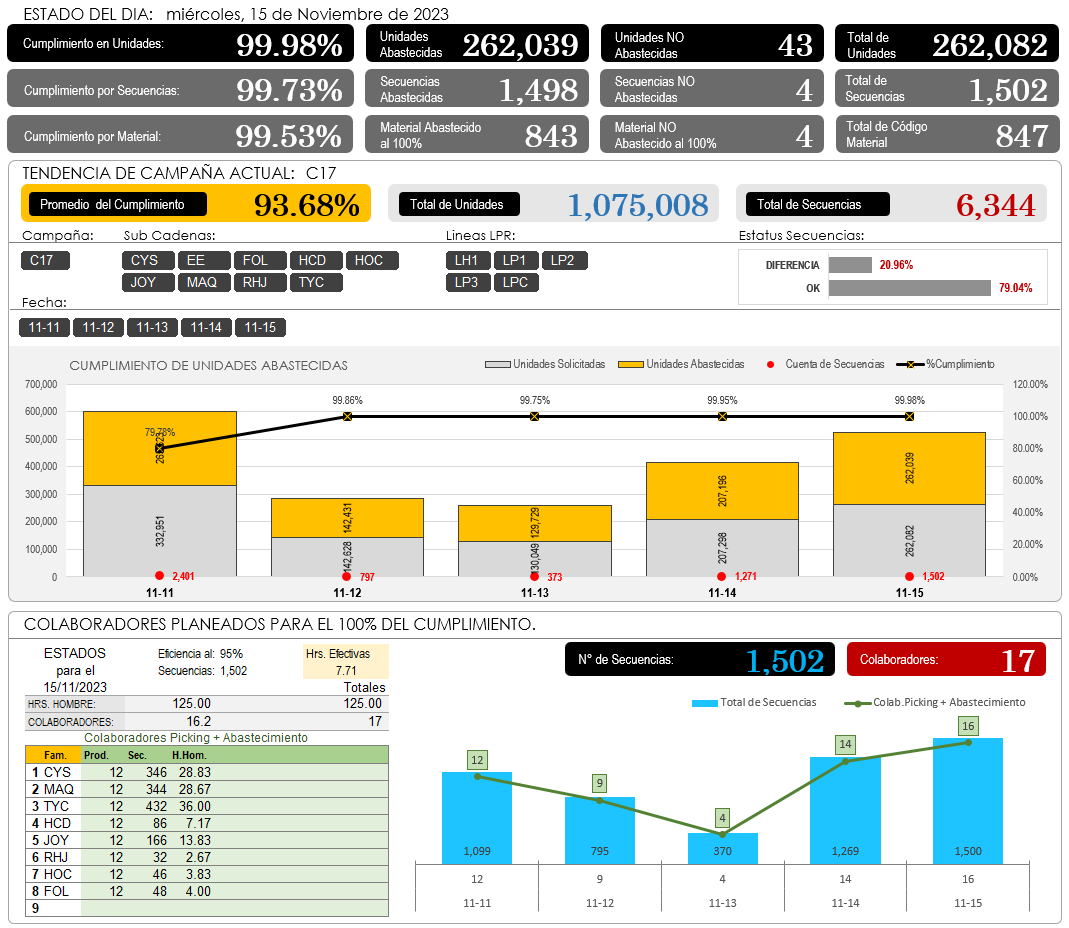 ESTADO DEL DIA: miércoles, 15 de Noviembre de 2023
Cumplimiento en Unidades: 99.98%
Unidades Abastecidas 262,039
Unidades NO Abastecidas 43
Total de Unidades 262,082
Cumplimiento por Secuencias: 99.73%
Secuencias Abastecidas 1,498
Secuencias NO Abastecidas 4
Total de Secuencias 1,502
Cumplimiento por Material: 99.53%
Material Abastecido al 100% 843
Material NO Abastecido al 100% 4
Total de Código Material 847
TENDENCIA DE CAMPAÑA ACTUAL: C17
Promedio del Cumplimiento 93.68%
Total de Unidades 1,075,008
Total de Secuencias 6,344
Campaña: Sub Cadenas: Lineas LPR: Estatus Secuencias:
C17 CYS EE FOL HCD HOC LH1 LP1 LP2
JOY MAQ RHJ TYC LP3 LPC
DIFERENCIA 20.96%
OK 79.04%
Fecha:
11-11 11-12 11-13 11-14 11-15
CUMPLIMIENTO DE UNIDADES ABASTECIDAS
Unidades Solicitadas Unidades Abastecidas Cuenta de Secuencias %Cumplimiento
700,000 120.00%
600,000 100.00%
500,000 80.00%
400,000 60.00%
300,000 40.00%
200,000 20.00%
100,000 0.00%
0
79.78% 99.86% 99.75% 99.95% 99.98%
142,431 129,729 207,196 262,039
332,951 142,628 130,049 207,298 262,082
2,401 797 373 1,271 1,502
11-11 11-12 11-13 11-14 11-15
COLABORADORES PLANEADOS PARA EL 100% DEL CUMPLIMIENTO.
ESTADOS Eficiencia al: 95% Hrs. Efectivas
para el Secuencias: 1,502 7.71
15/11/2023 Totales
HRS. HOMBRE: 125.00 125.00
COLABORADORES: 16.2 17
Colaboradores Picking + Abastecimiento
Fam. Prod. Sec. H.Hom.
1 CYS 12 346 28.83
2 MAQ 12 344 28.67
3 TYC 12 432 36.00
4 HCD 12 86 7.17
5 JOY 12 166 13.83
6 RHJ 12 32 2.67
7 HOC 12 46 3.83
8 FOL 12 48 4.00
9
N° de Secuencias: 1,502
Colaboradores: 17
Total de Secuencias Colab.Picking + Abastecimiento
12 9 4 14 16
1,099 795 370 1,269 1,500
12 9 4 14 16
11-11 11-12 11-13 11-14 11-15